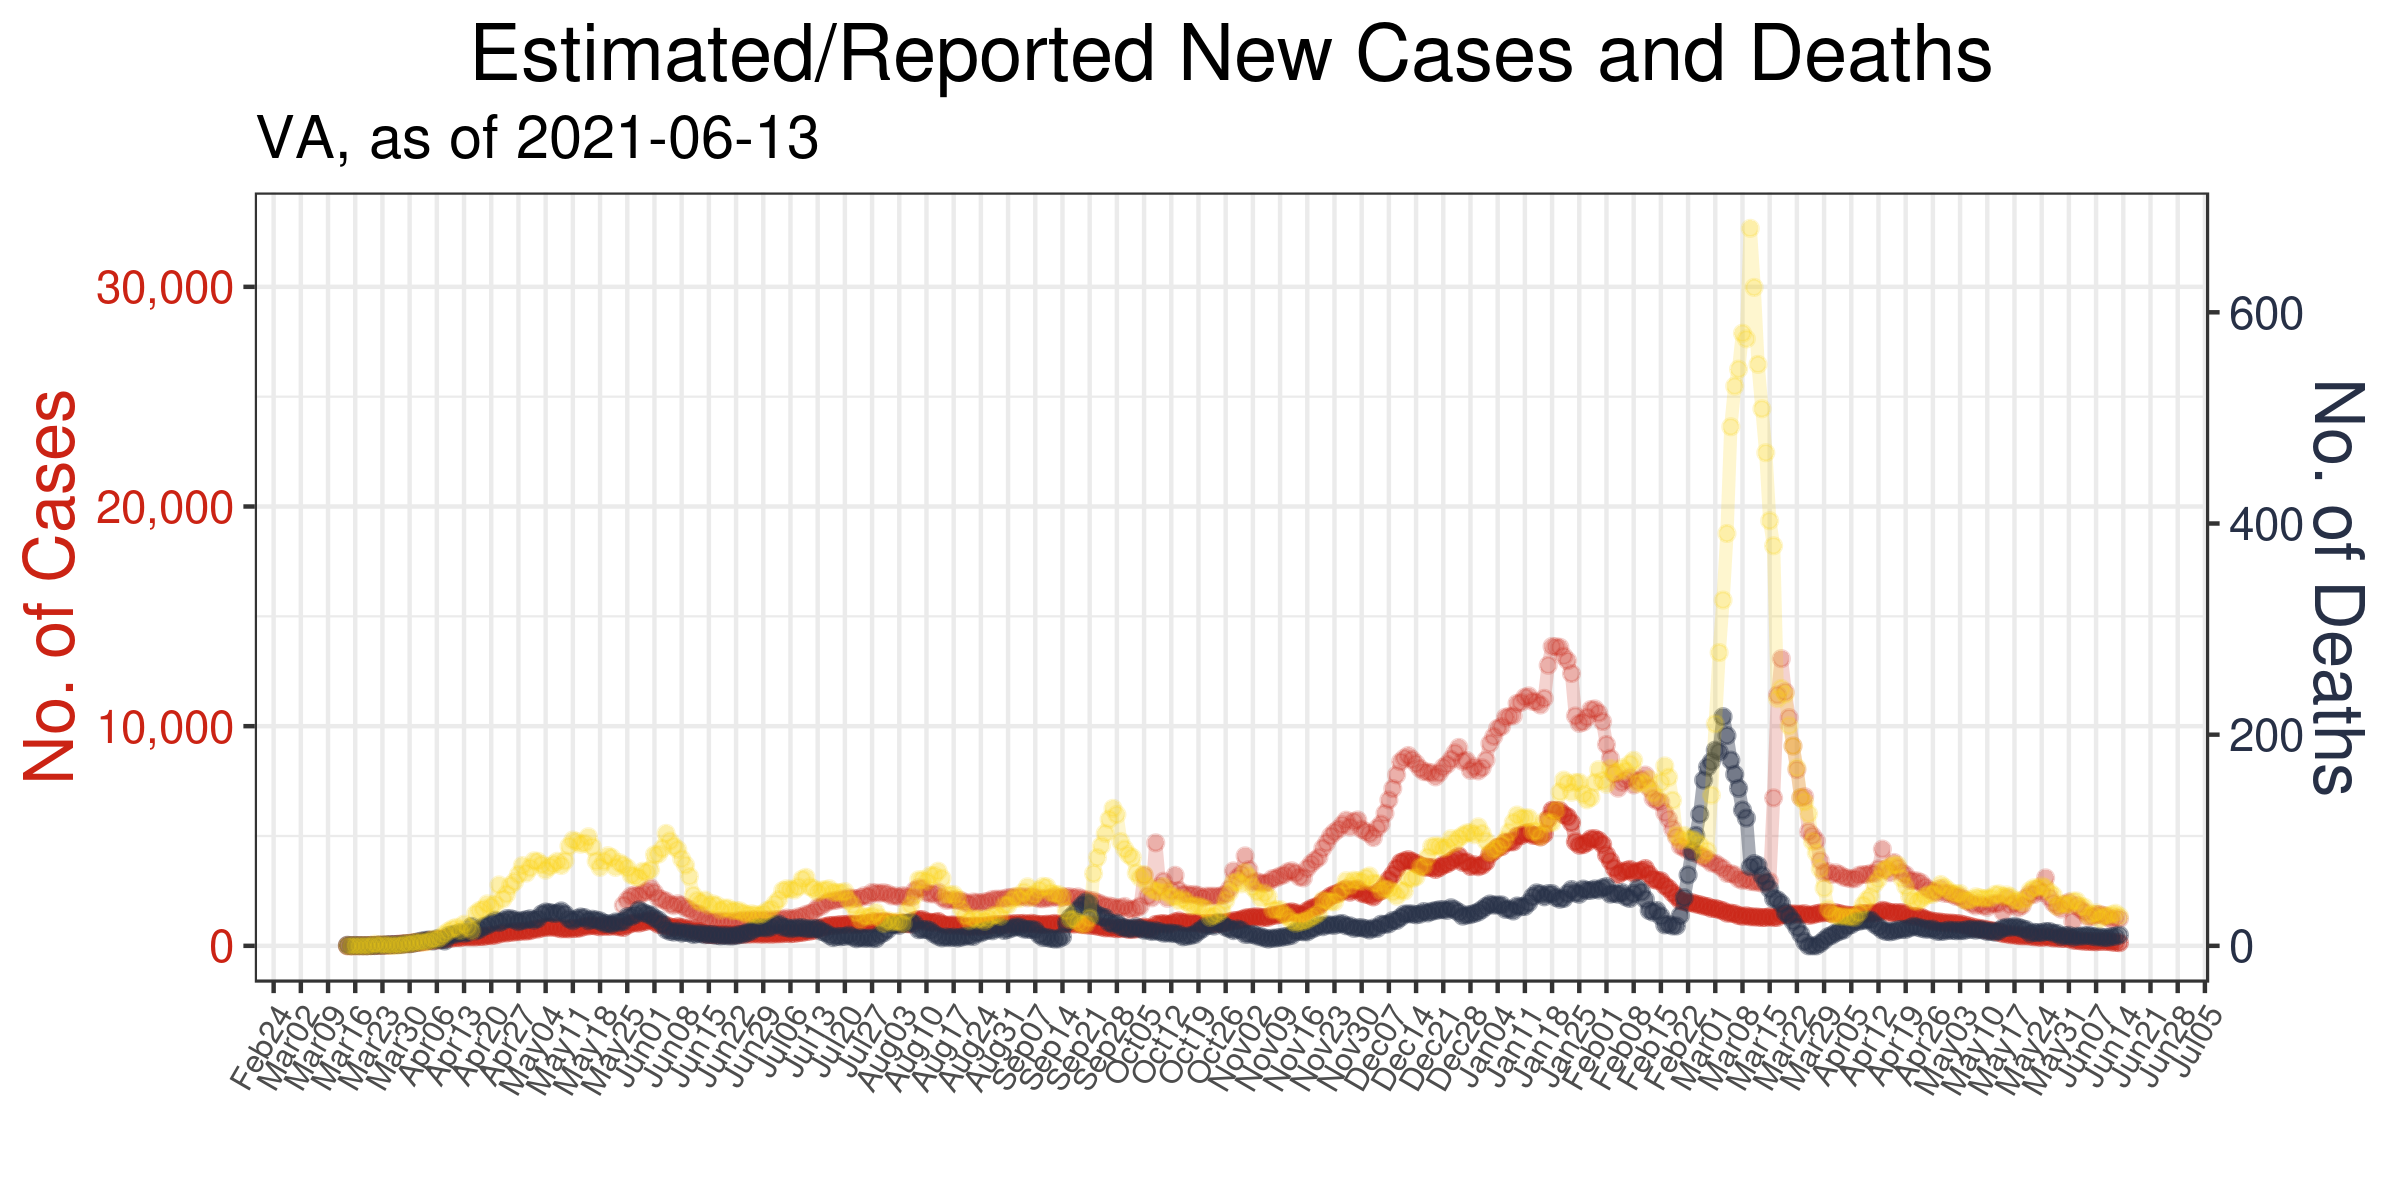 Estimated/Reported New Cases and Deaths
VA, as of 2021-06-13
No. of Cases
30,000
20,000
10,000
0
600
400
200
0
No. of Deaths
Feb24
Mar02
Mar09
Mar16
Mar23
Mar30
Apr06
Apr13
Apr20
Apr27
May04
May11
May18
May25
Jun01
Jun08
Jun15
Jun22
Jun29
Jul06
Jul13
Jul20
Jul27
Aug03
Aug10
Aug17
Aug24
Aug31
Sep07
Sep14
Sep21
Sep28
Oct05
Oct12
Oct19
Oct26
Nov02
Nov09
Nov16
Nov23
Nov30
Dec07
Dec14
Dec21
Dec28
Jan04
Jan11
Jan18
Jan25
Feb01
Feb08
Feb15
Feb22
Mar01
Mar08
Mar15
Mar22
Mar29
Apr05
Apr12
Apr19
Apr26
May03
May10
May17
May24
May31
Jun07
Jun14
Jun21
Jun28
Jul05